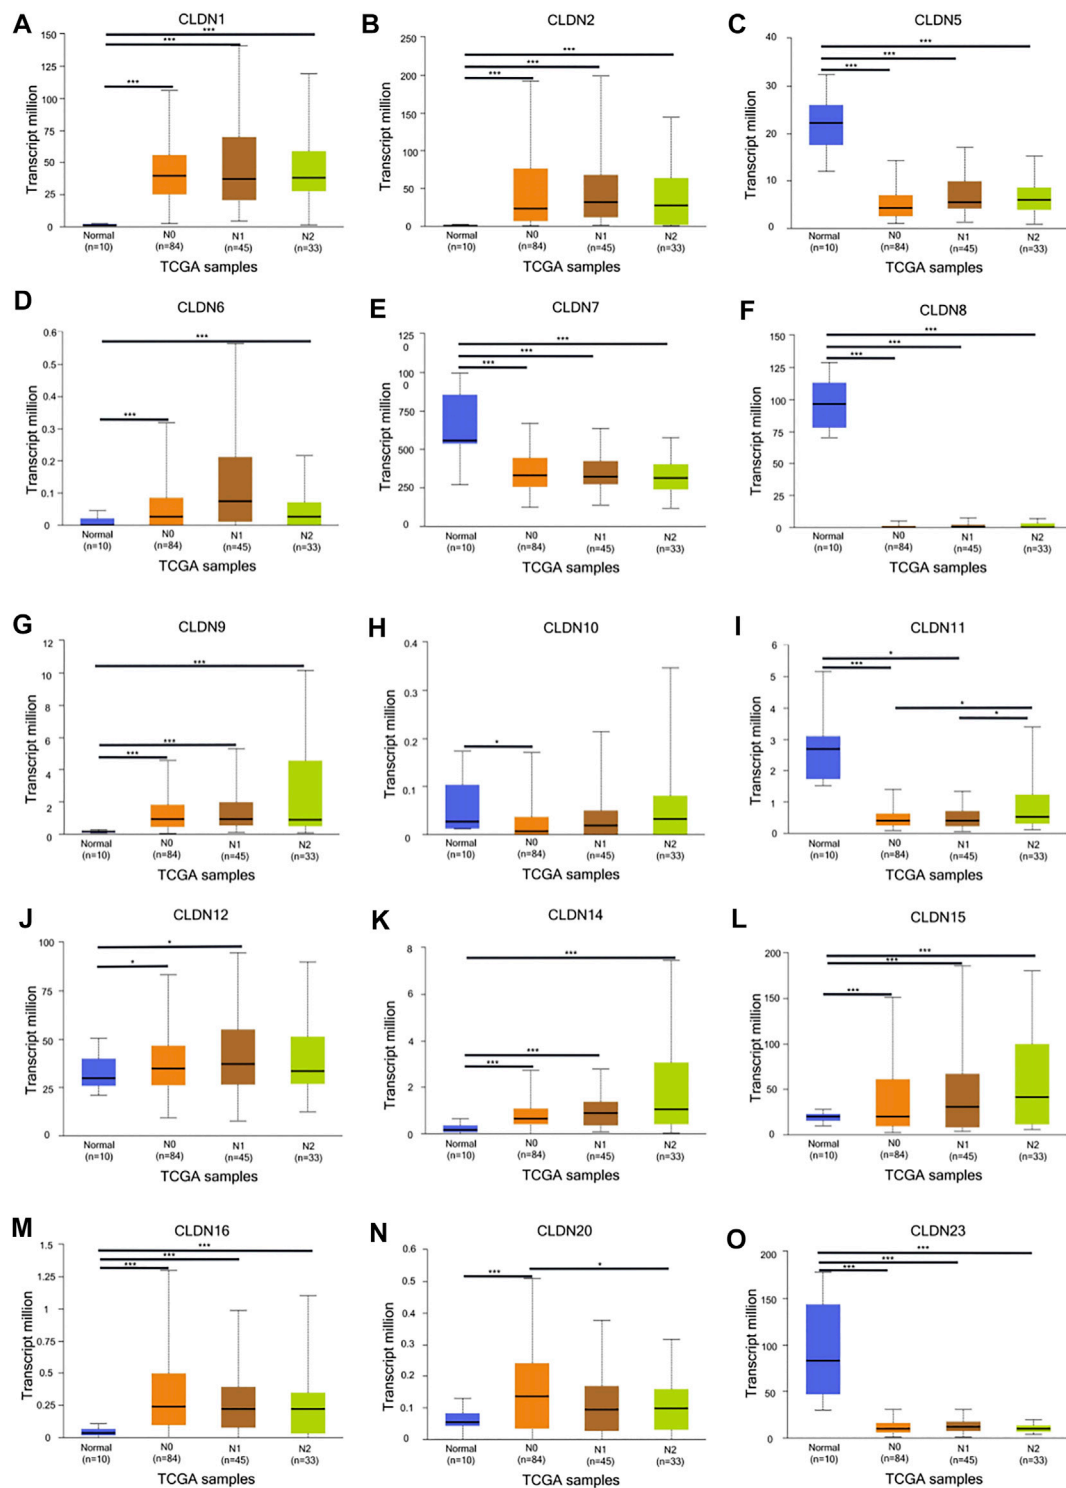 A CLDN1
Transcript million
150
125
100
75
50
25
0
*** 
***
***
Normal (n=10) N0 (n=84) N1 (n=45) N2 (n=33)
TCGA samples
B CLDN2
Transcript million
250
200
150
100
50
0
***
***
***
Normal (n=10) N0 (n=84) N1 (n=45) N2 (n=33)
TCGA samples
C CLDN5
Transcript million
40
30
20
10
0
***
***
***
Normal (n=10) N0 (n=84) N1 (n=45) N2 (n=33)
TCGA samples
D CLDN6
Transcript million
0.6
0.5
0.4
0.3
0.2
0.1
0
***
***
Normal (n=10) N0 (n=84) N1 (n=45) N2 (n=33)
TCGA samples
E CLDN7
Transcript million
125
0
100
0
750
500
250
0
***
***
***
Normal (n=10) N0 (n=84) N1 (n=45) N2 (n=33)
TCGA samples
F CLDN8
Transcript million
150
125
100
75
50
25
0
***
***
***
Normal (n=10) N0 (n=84) N1 (n=45) N2 (n=33)
TCGA samples
G CLDN9
Transcript million
12
10
8
6
4
2
0
***
***
***
Normal (n=10) N0 (n=84) N1 (n=45) N2 (n=33)
TCGA samples
H CLDN10
Transcript million
0.4
0.3
0.2
0.1
0
*
Normal (n=10) N0 (n=84) N1 (n=45) N2 (n=33)
TCGA samples
I CLDN11
Transcript million
6
5
4
3
2
1
0
*
***
*
*
Normal (n=10) N0 (n=84) N1 (n=45) N2 (n=33)
TCGA samples
J CLDN12
Transcript million
100
75
50
25
0
*
*
Normal (n=10) N0 (n=84) N1 (n=45) N2 (n=33)
TCGA samples
K CLDN14
Transcript million
8
6
4
2
0
***
***
***
Normal (n=10) N0 (n=84) N1 (n=45) N2 (n=33)
TCGA samples
L CLDN15
Transcript million
200
150
100
50
0
***
***
***
Normal (n=10) N0 (n=84) N1 (n=45) N2 (n=33)
TCGA samples
M CLDN16
Transcript million
1.5
1.25
1
0.75
0.5
0.25
0
***
***
***
Normal (n=10) N0 (n=84) N1 (n=45) N2 (n=33)
TCGA samples
N CLDN20
Transcript million
0.6
0.5
0.4
0.3
0.2
0.1
0
***
*
Normal (n=10) N0 (n=84) N1 (n=45) N2 (n=33)
TCGA samples
O CLDN23
Transcript million
200
150
100
50
0
***
***
***
Normal (n=10) N0 (n=84) N1 (n=45) N2 (n=33)
TCGA samples